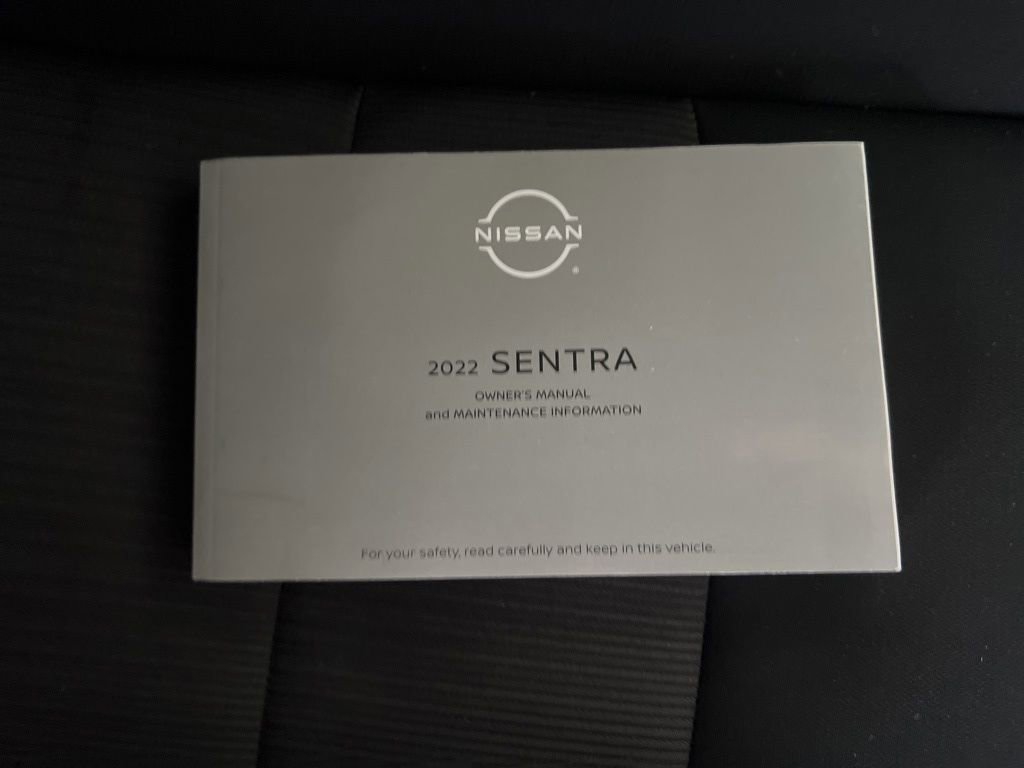 NISSAN
2022 SENTRA
OWNER'S MANUAL
and MAINTENANCE INFORMATION
For your safety, read carefully and keep in this vehicle.